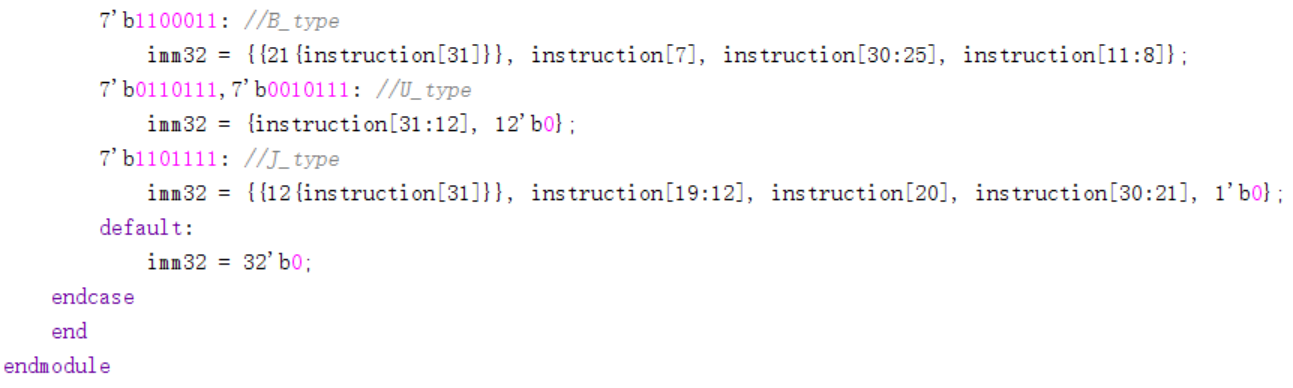 7'b1100011: //B_type
imm32 = {{21{instruction[31]}}, instruction[7], instruction[30:25], instruction[11:8]};
7'b0110111,7'b0010111: //U_type
imm32 = {instruction[31:12], 12'b0};
7'b1101111: //J_type
imm32 = {{12{instruction[31]}}, instruction[19:12], instruction[20], instruction[30:21], 1'b0};
default:
imm32 = 32'b0;
endcase
end
endmodule